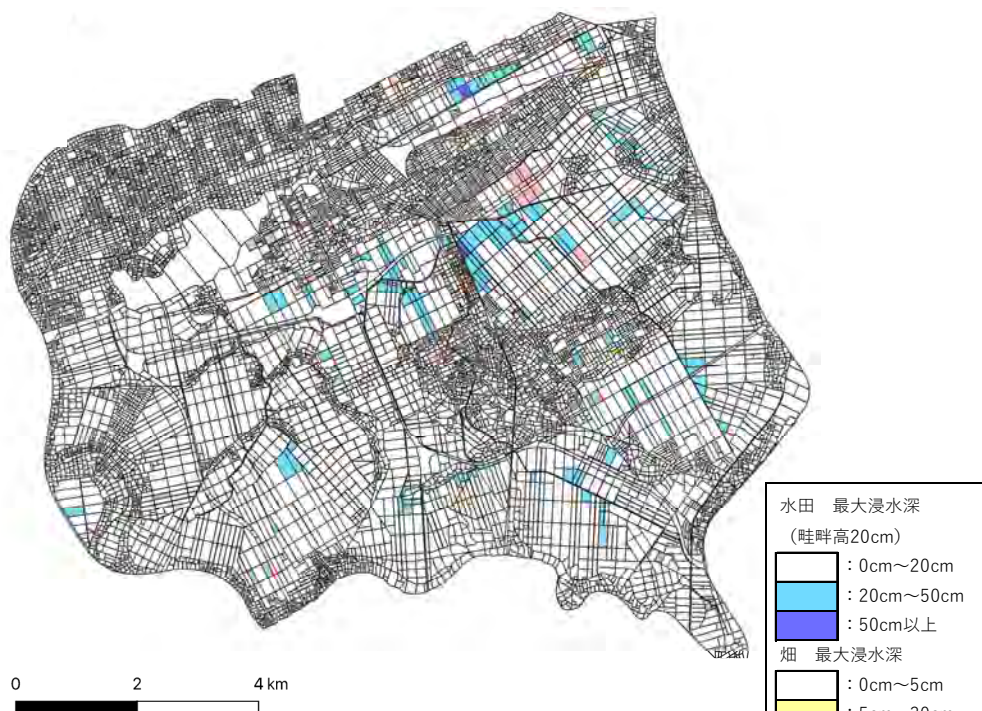 水田　最大浸水深
（畦畔高20cm）
：0cm～20cm
：20cm～50cm
：50cm以上
畑　最大浸水深
：0cm～5cm
0 2 4 km